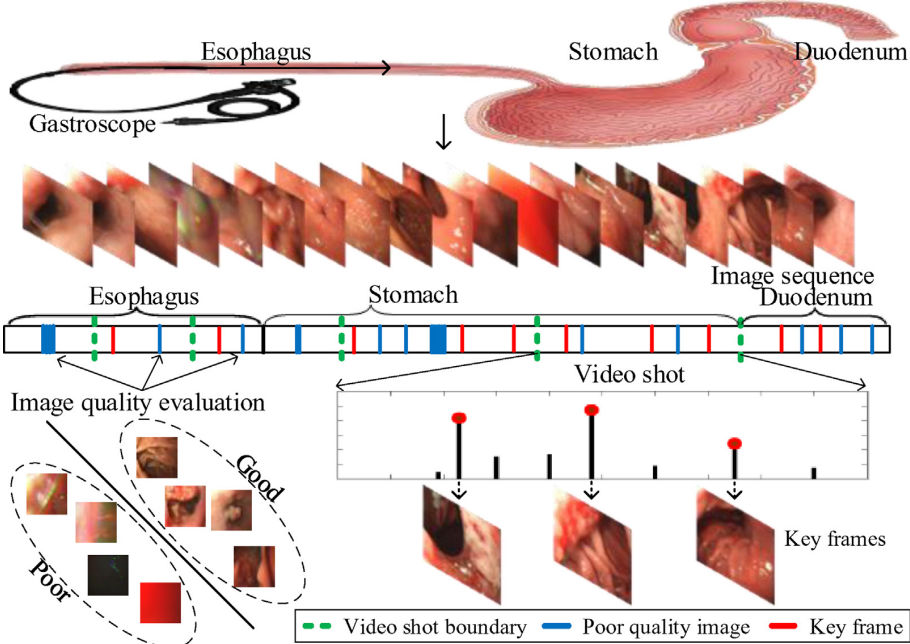 Esophagus
Stomach
Duodenum
Gastroscope
Image sequence
Esophagus
Stomach
Duodenum
Video shot
Image quality evaluation
Good
Poor
Key frames
Video shot boundary
Poor quality image
Key frame